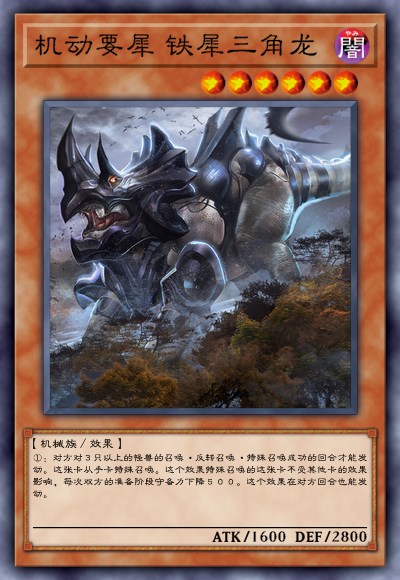 机动要犀 铁犀三角龙
やみ
闇
【机械族／效果】
①：对方对３只以上的怪兽的召唤·反转召唤·特殊召唤成功的回合才能发
动。这张卡从手卡特殊召唤。这个效果特殊召唤的这张卡不受其他卡的效果
影响，每次双方的准备阶段守备力下降５００。这个效果在对方回合也能发
动。
ATK/1600 DEF/2800